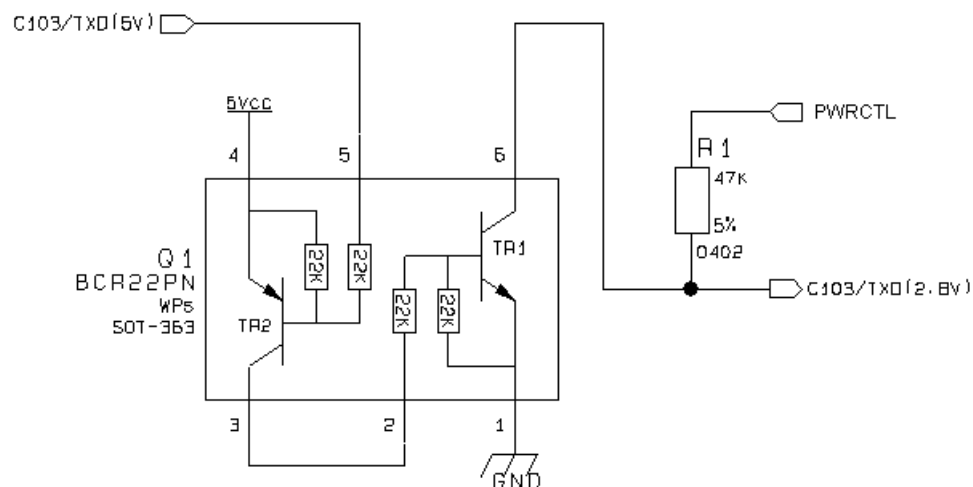 C103/TXD(5V)
5VCC
PWRCTL
4
5
6
R1
47K
5%
0402
Q1
BCR22PN
WPs
SOT-363
22K
22K
TR2
22K
22K
TR1
C103/TXD(2.8V)
3
2
1
GND